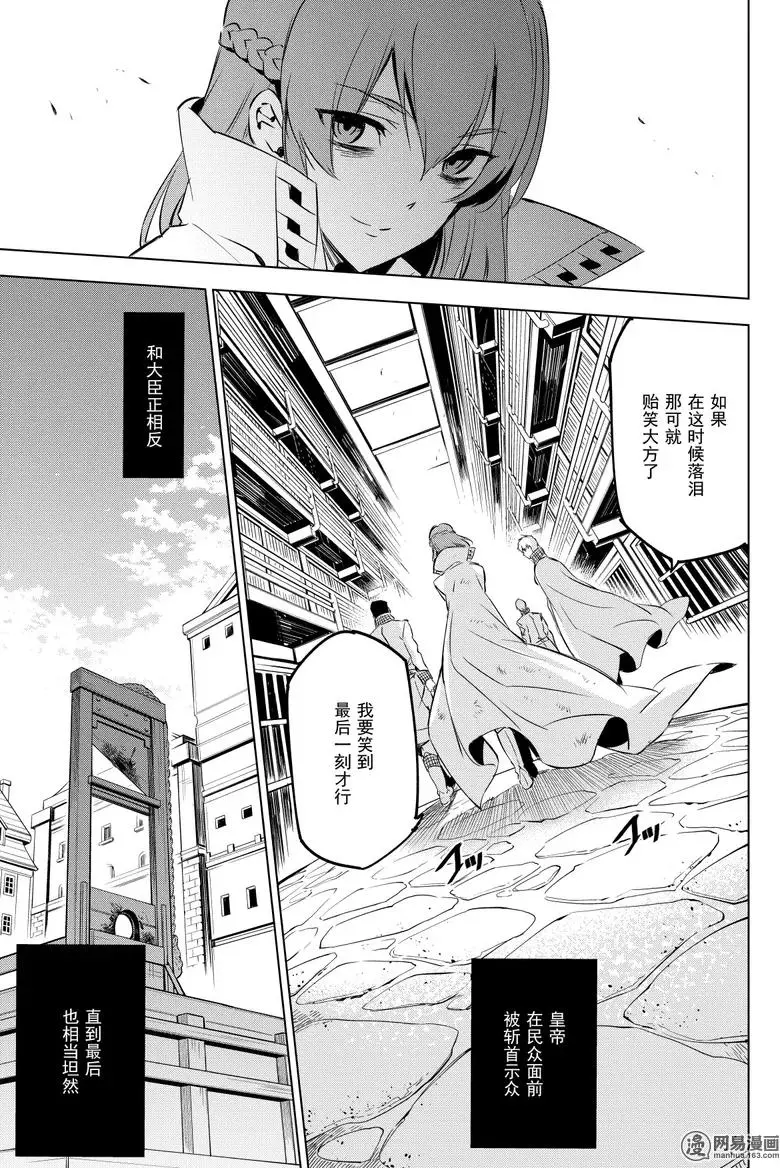 如果
在这时候落泪
那可就
贻笑大方了
我要笑到
最后一刻才行
ザッ
ザッ
皇帝
在民众面前
被斩首示众
和大臣正相反
直到最后
也相当坦然
漫
网易漫画
manhua.163.com